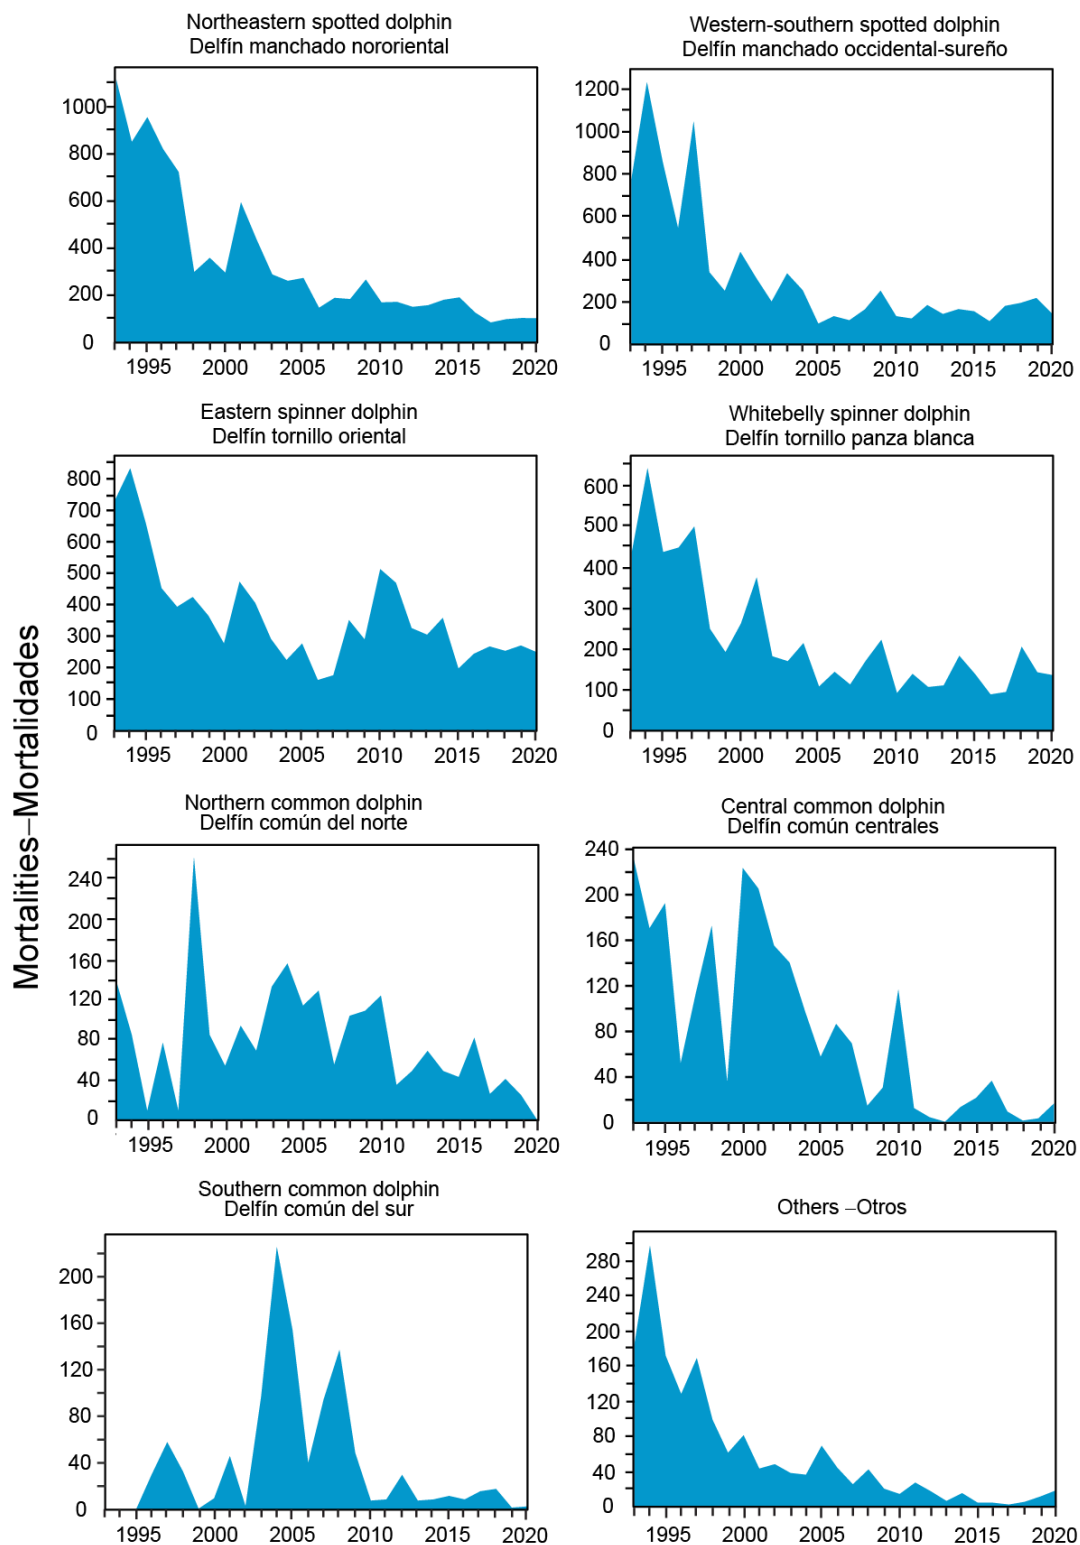 Mortalities–Mortalidades
Northeastern spotted dolphin
Delfín manchado nororiental
1000
800
600
400
200
0
1995 2000 2005 2010 2015 2020
Western-southern spotted dolphin
Delfín manchado occidental-sureño
1200
1000
800
600
400
200
0
1995 2000 2005 2010 2015 2020
Eastern spinner dolphin
Delfín tornillo oriental
800
700
600
500
400
300
200
100
0
1995 2000 2005 2010 2015 2020
Whitebelly spinner dolphin
Delfín tornillo panza blanca
600
500
400
300
200
100
0
1995 2000 2005 2010 2015 2020
Northern common dolphin
Delfín común del norte
240
200
160
120
80
40
0
1995 2000 2005 2010 2015 2020
Central common dolphin
Delfín común centrales
240
200
160
120
80
40
0
1995 2000 2005 2010 2015 2020
Southern common dolphin
Delfín común del sur
200
160
120
80
40
0
1995 2000 2005 2010 2015 2020
Others –Otros
280
240
200
160
120
80
40
0
1995 2000 2005 2010 2015 2020